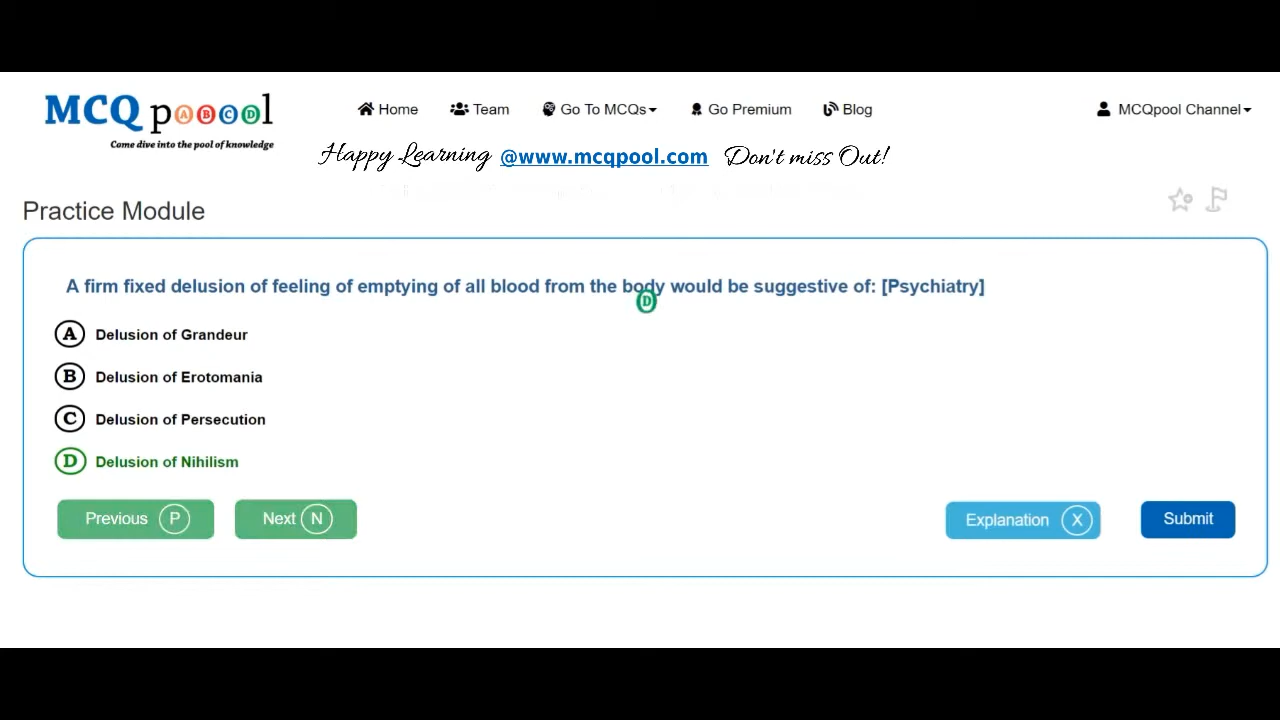 MCQ pABCDl
Come dive into the pool of knowledge
Home Team Go To MCQs Go Premium Blog MCQpool Channel
Happy Learning @www.mcqpool.com Don't miss Out!
Practice Module
A firm fixed delusion of feeling of emptying of all blood from the body would be suggestive of: [Psychiatry]
D
A Delusion of Grandeur
B Delusion of Erotomania
C Delusion of Persecution
D Delusion of Nihilism
Previous P Next N Explanation X Submit